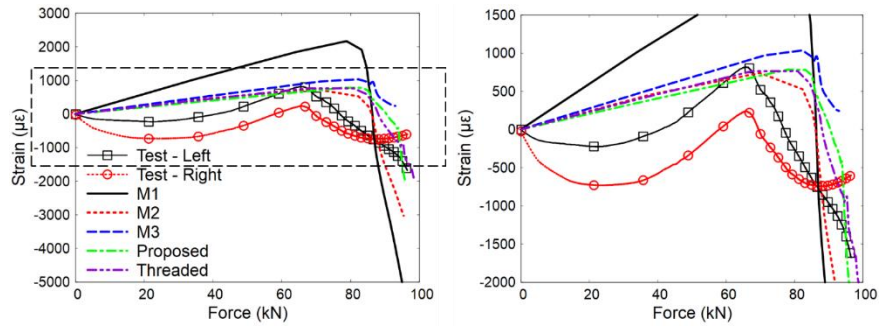 3000
2000
1000
0
-1000
-2000
-3000
-4000
-5000
Strain (µε)
Test - Left
Test - Right
M1
M2
M3
Proposed
Threaded
0 20 40 60 80 100
Force (kN)
1500
1000
500
0
-500
-1000
-1500
-2000
Strain (µε)
0 20 40 60 80 100
Force (kN)